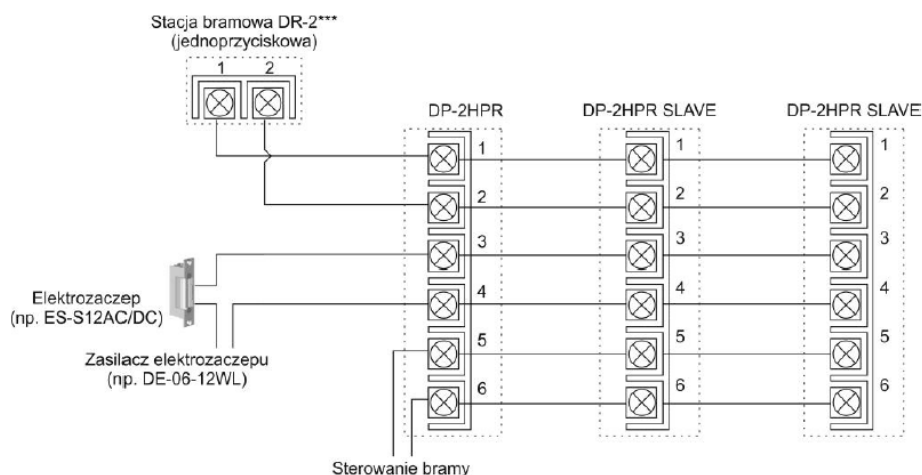 Stacja bramowa DR-2***
(jednoprzyciskowa)
1 2
DP-2HPR
DP-2HPR SLAVE
DP-2HPR SLAVE
1 1 1
2 2 2
3 3 3
4 4 4
5 5 5
6 6 6
Elektrozaczep
(np. ES-S12AC/DC)
Zasilacz elektrozaczepu
(np. DE-06-12WL)
Sterowanie bramy